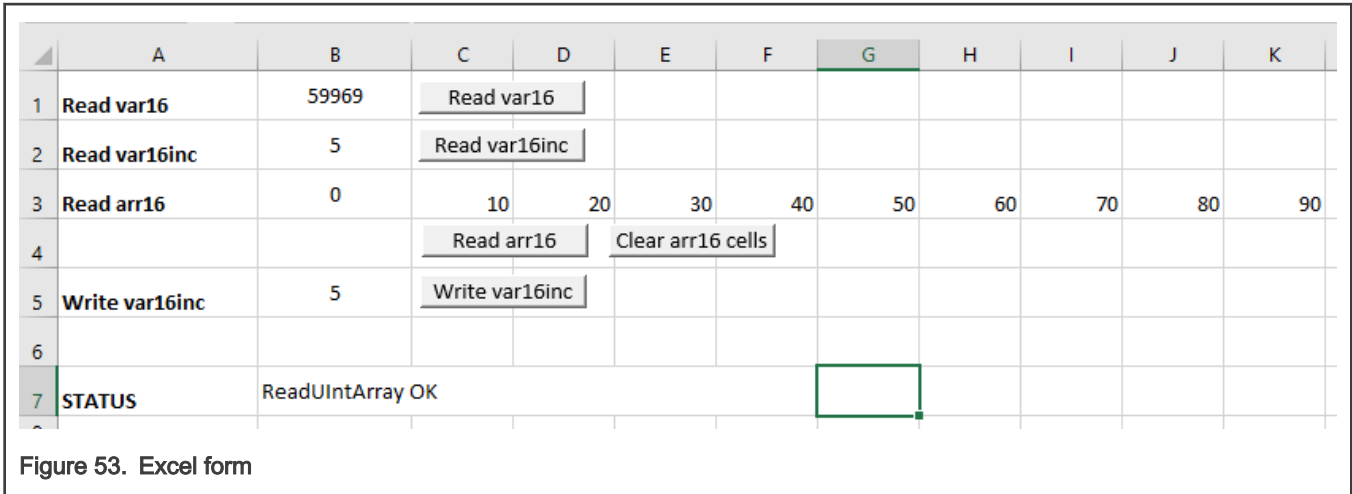 A B C D E F G H I J K
1 Read var16 59969 Read var16
2 Read var16inc 5 Read var16inc
3 Read arr16 0 10 20 30 40 50 60 70 80 90
4 Read arr16 Clear arr16 cells
5 Write var16inc 5 Write var16inc
6
7 STATUS ReadUIntArray OK
Figure 53. Excel form